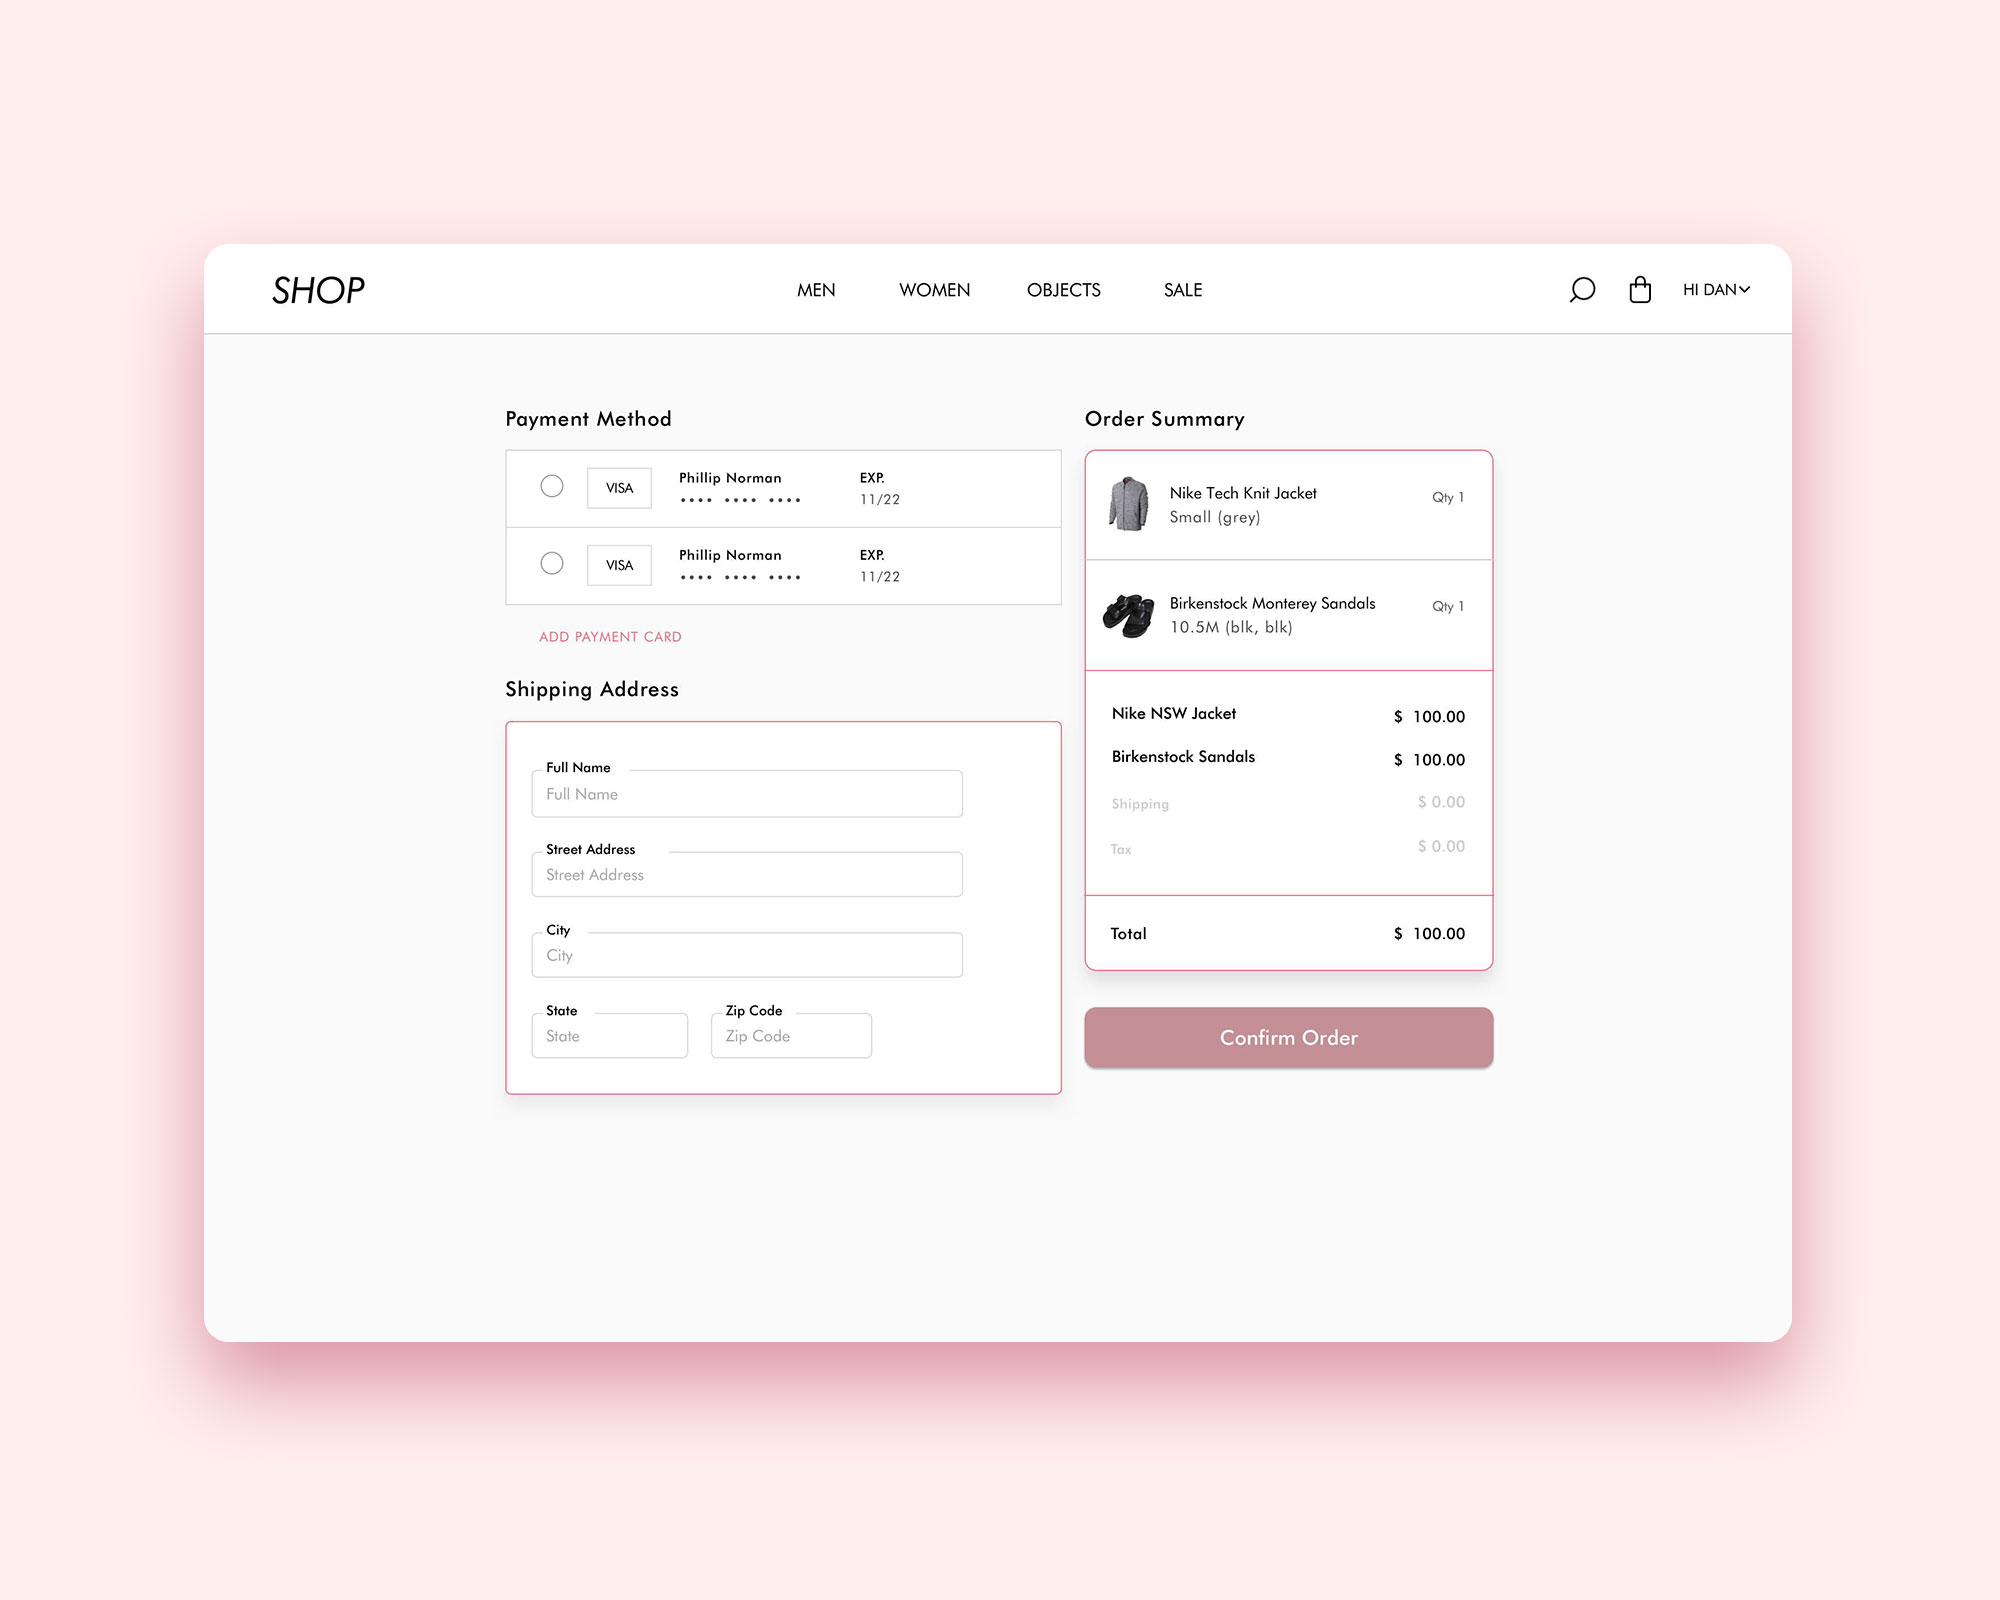 SHOP
MEN WOMEN OBJECTS SALE
HI DAN
Payment Method
VISA Phillip Norman EXP.
•••• •••• •••• 11/22
VISA Phillip Norman EXP.
•••• •••• •••• 11/22
ADD PAYMENT CARD
Shipping Address
Full Name
Full Name
Street Address
Street Address
City
City
State Zip Code
State Zip Code
Order Summary
Nike Tech Knit Jacket Qty 1
Small (grey)
Birkenstock Monterey Sandals Qty 1
10.5M (blk, blk)
Nike NSW Jacket $ 100.00
Birkenstock Sandals $ 100.00
Shipping $ 0.00
Tax $ 0.00
Total $ 100.00
Confirm Order